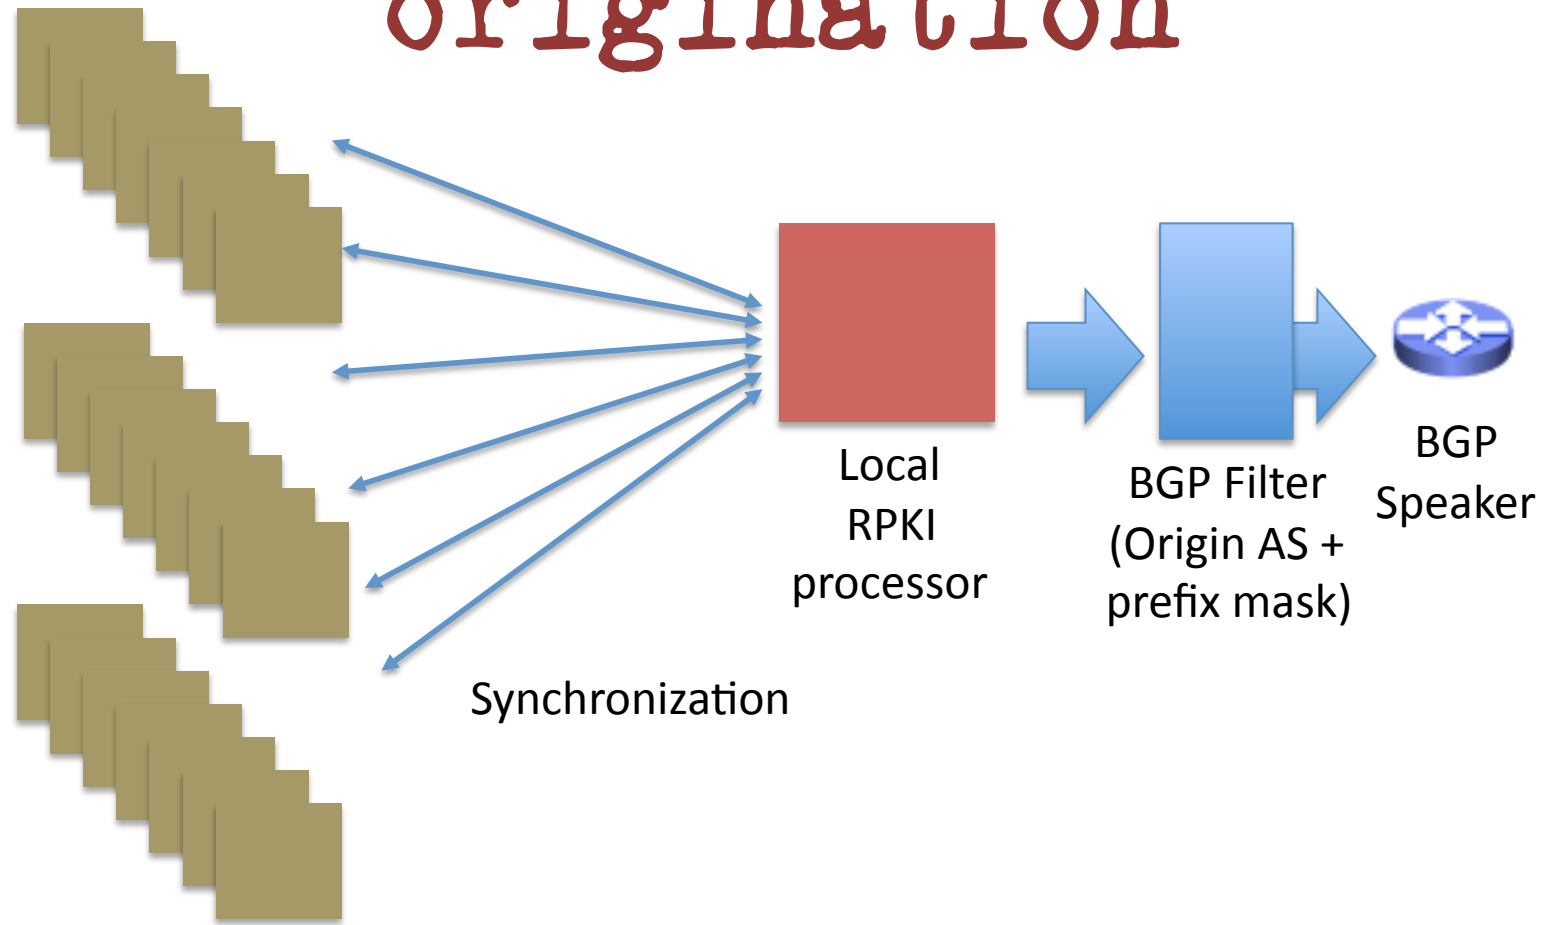 origination
Local
RPKI
processor
BGP Filter
(Origin AS +
prefix mask)
BGP
Speaker
Synchronization